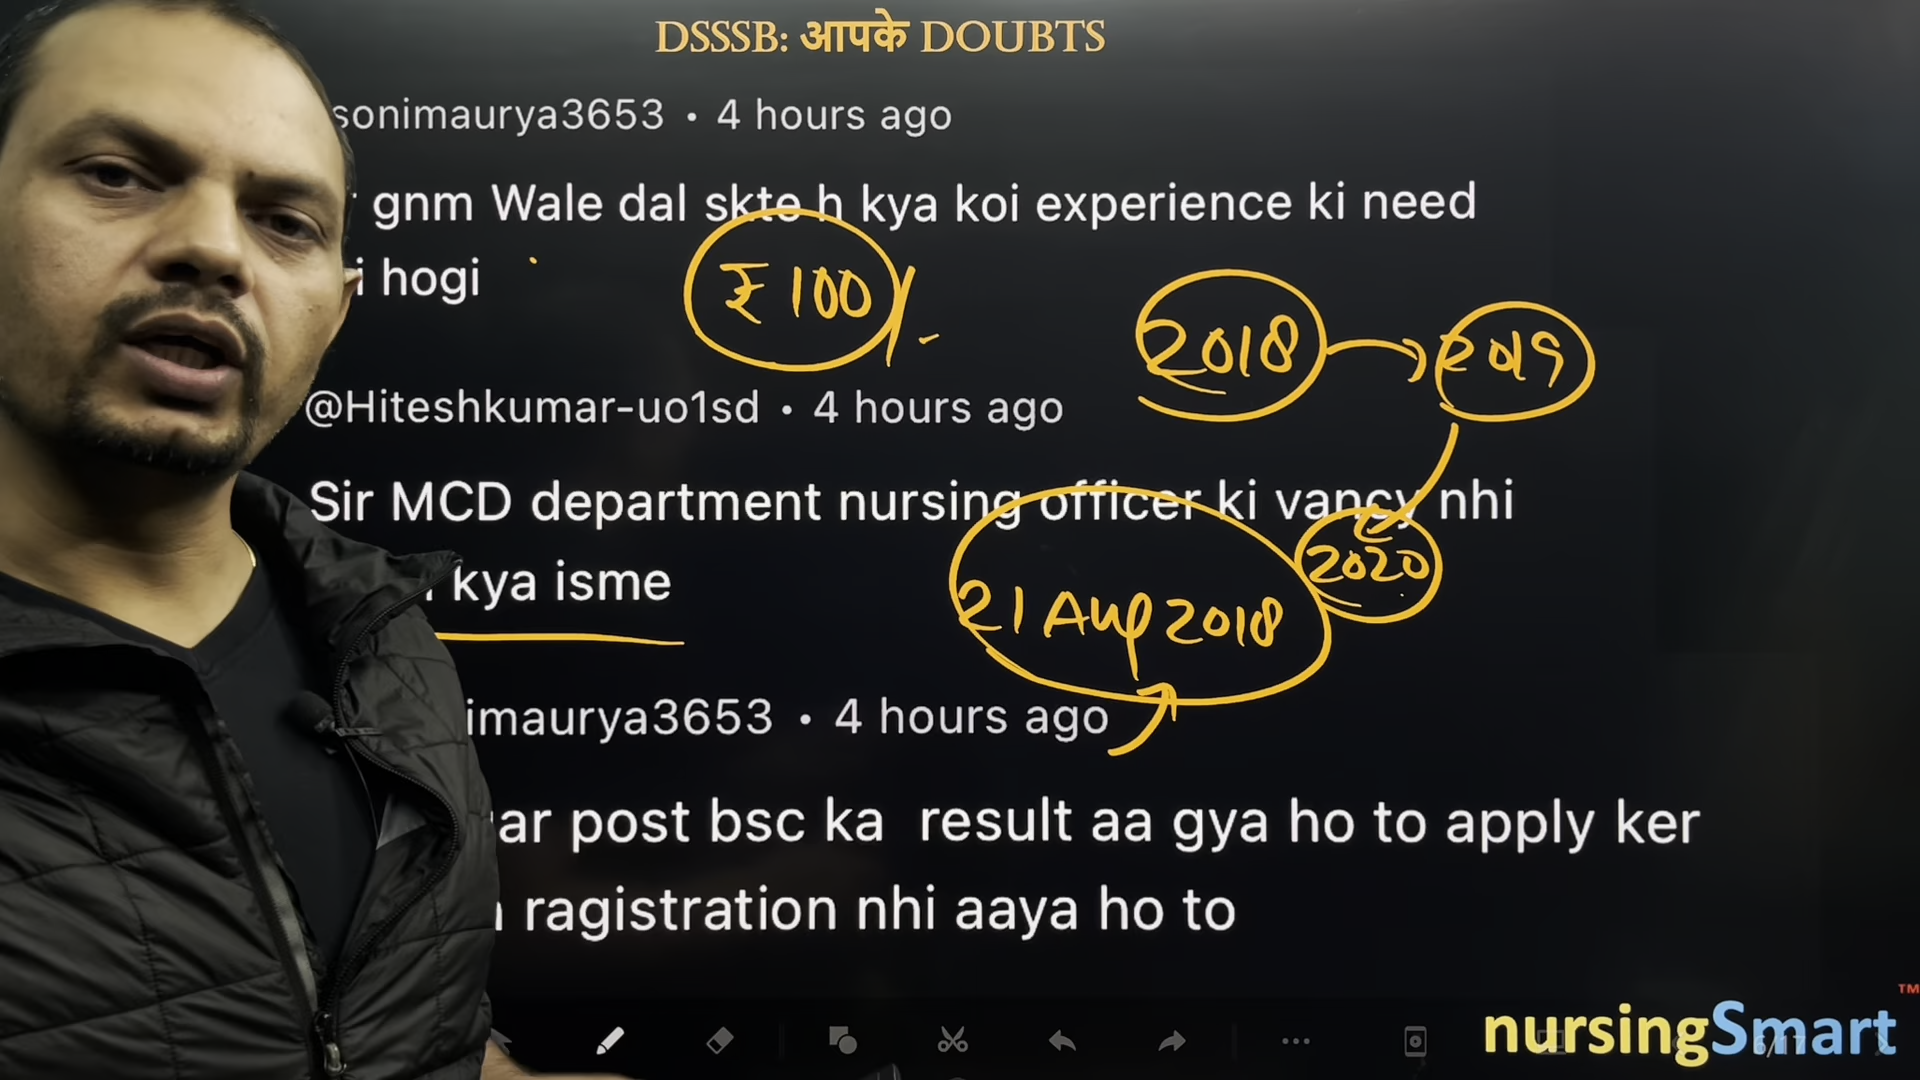 DSSSB: आपके DOUBTS
sonimaurya3653 • 4 hours ago
gnm Wale dal skte h kya koi experience ki need
i hogi
₹100/-
2018 → 2019
@Hiteshkumar-uo1sd • 4 hours ago
Sir MCD department nursing officer ki vancy nhi
kya isme
2020
21 Aug 2018
imaurya3653 • 4 hours ago
ar post bsc ka result aa gya ho to apply ker
ragistration nhi aaya ho to
nursingSmart™